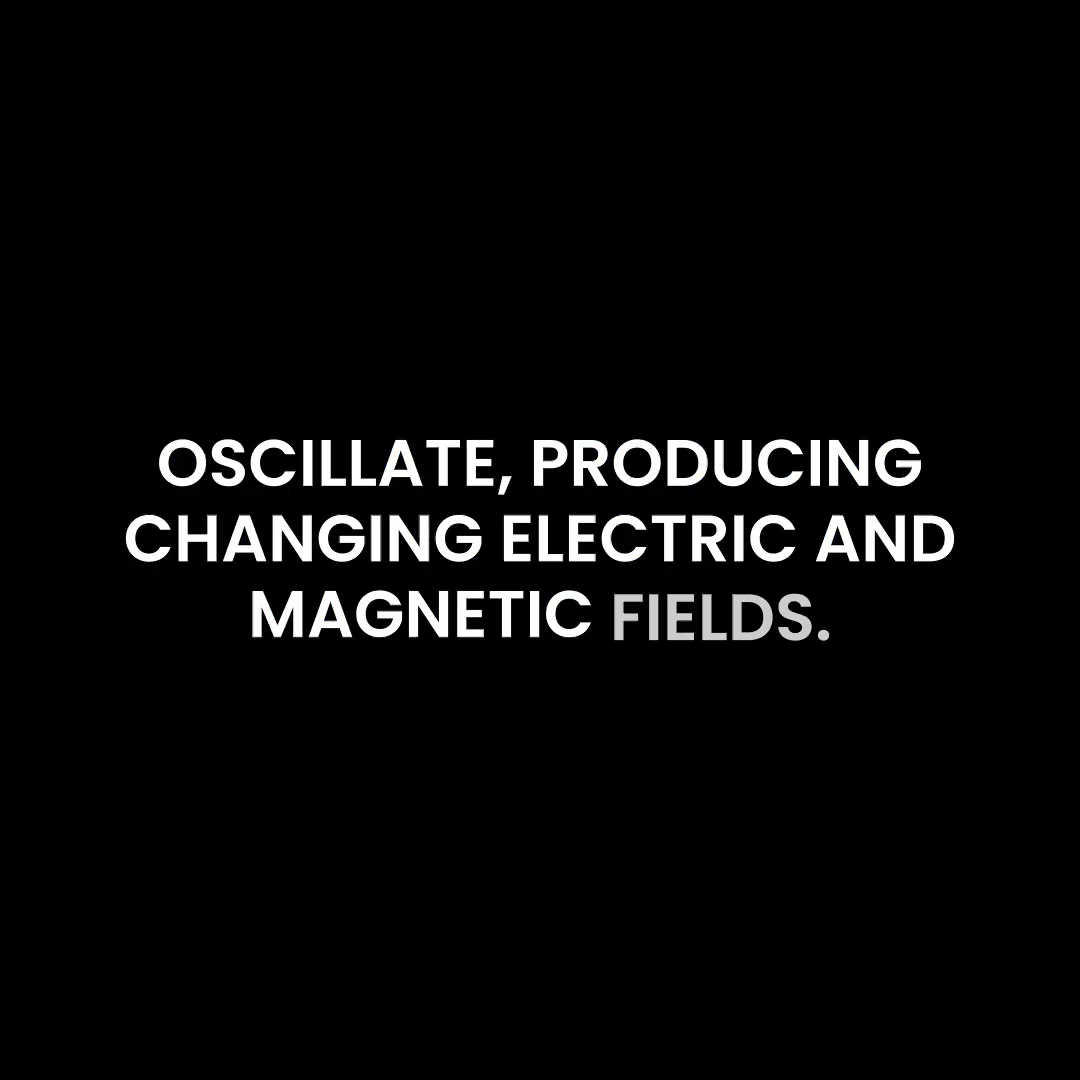 OSCILLATE, PRODUCING
CHANGING ELECTRIC AND
MAGNETIC FIELDS.